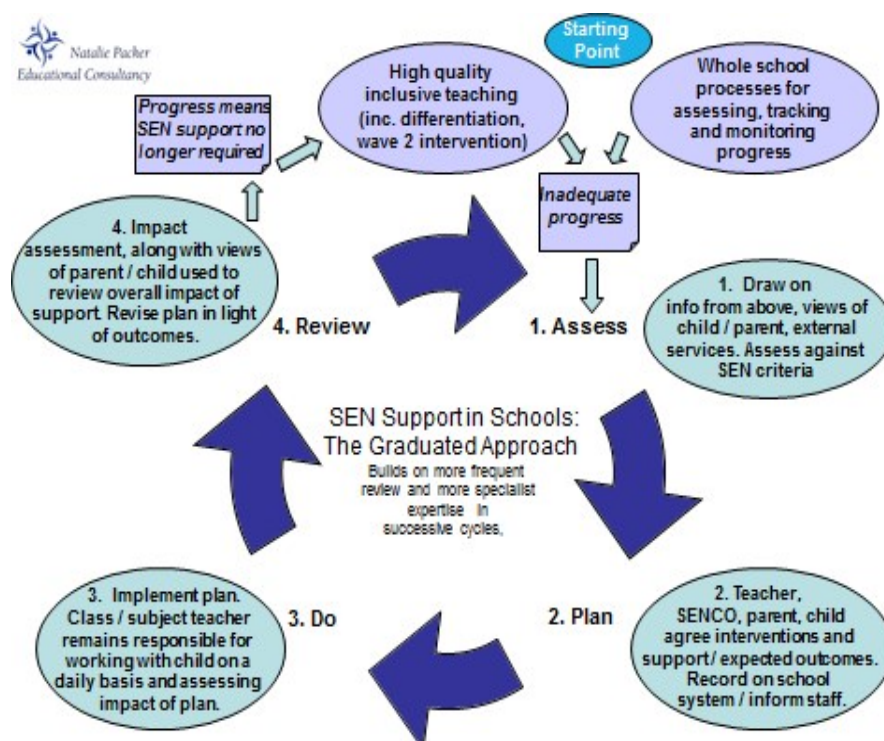 Natalie Packer
Educational Consultancy
Starting
Point
High quality
inclusive teaching
(inc. differentiation,
wave 2 intervention)
Whole school
processes for
assessing, tracking
and monitoring
progress
Progress means
SEN support no
longer required
Inadequate
progress
4. Impact
assessment, along with views
of parent / child used to
review overall impact of
support. Revise plan in light
of outcomes.
4. Review
1. Assess
1. Draw on
info from above, views of
child / parent, external
services. Assess against
SEN criteria
SEN Support in Schools:
The Graduated Approach
Builds on more frequent
review and more specialist
expertise in
successive cycles,
3. Implement plan.
Class / subject teacher
remains responsible for
working with child on a
daily basis and assessing
impact of plan.
3. Do
2. Plan
2. Teacher,
SENCO, parent, child
agree interventions and
support / expected outcomes.
Record on school
system / inform staff.